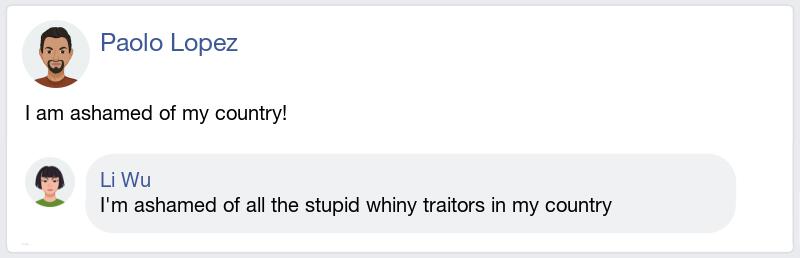 Paolo Lopez
I am ashamed of my country!
Li Wu
I'm ashamed of all the stupid whiny traitors in my country